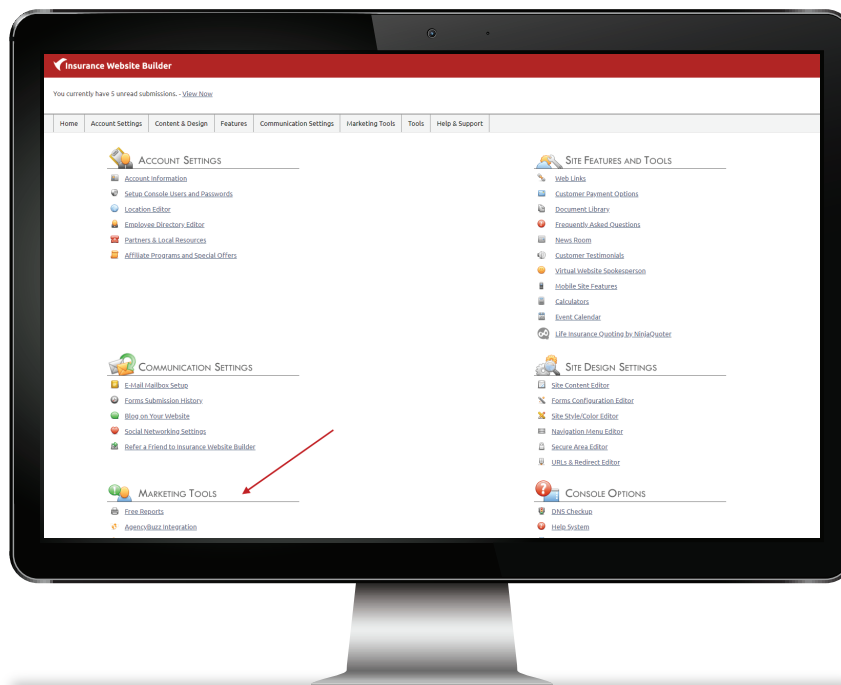 Insurance Website Builder
You currently have 5 unread submissions. - View Now
Home Account Settings Content & Design Features Communication Settings Marketing Tools Tools Help & Support
Account Settings
Account Information
Setup Console Users and Passwords
Location Editor
Employee Directory Editor
Partners & Local Resources
Affiliate Programs and Special Offers
Site Features and Tools
Web Links
Customer Payment Options
Document Library
Frequently Asked Questions
News Room
Customer Testimonials
Virtual Website Spokesperson
Mobile Site Features
Calculators
Event Calendar
Life Insurance Quoting by NinjaQuoter
Communication Settings
E-Mail Mailbox Setup
Forms Submission History
Blog on Your Website
Social Networking Settings
Refer a Friend to Insurance Website Builder
Site Design Settings
Site Content Editor
Forms Configuration Editor
Site Style/Color Editor
Navigation Menu Editor
Secure Area Editor
URLs & Redirect Editor
Marketing Tools
Free Reports
AgencyBuzz Integration
Console Options
DNS Checkup
Help System